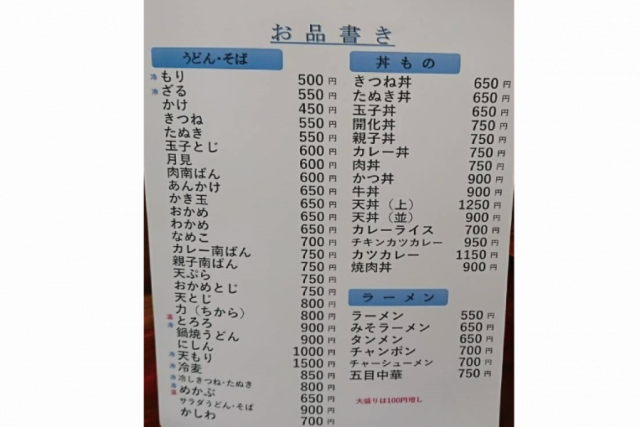 お品書き
うどん・そば
冷 もり 500円
冷 ざる 550円
かけ 450円
きつね 550円
たぬき 550円
玉子とじ 600円
月見 600円
肉南ばん 600円
あんかけ 650円
かき玉 650円
おかめ 650円
わかめ 650円
なめこ 700円
カレー南ばん 750円
親子南ばん 750円
天ぷら 750円
おかめとじ 750円
天とじ 800円
力（ちから） 800円
温 冷 とろろ 900円
鍋焼うどん 900円
にしん 1000円
冷 天もり 1500円
冷 冷麦 850円
冷 冷しきつね・たぬき 800円
冷 温 めかぶ 650円
サラダうどん・そば 900円
かしわ 700円
丼もの
きつね丼 650円
たぬき丼 650円
玉子丼 650円
開化丼 750円
親子丼 750円
カレー丼 750円
肉丼 750円
かつ丼 900円
牛丼 900円
天丼（上） 1250円
天丼（並） 900円
カレーライス 700円
チキンカツカレー 950円
カツカレー 1150円
焼肉丼 900円
ラーメン
ラーメン 550円
みそラーメン 650円
タンメン 650円
チャンポン 700円
チャーシューメン 700円
五目中華 750円
大盛りは100円増し